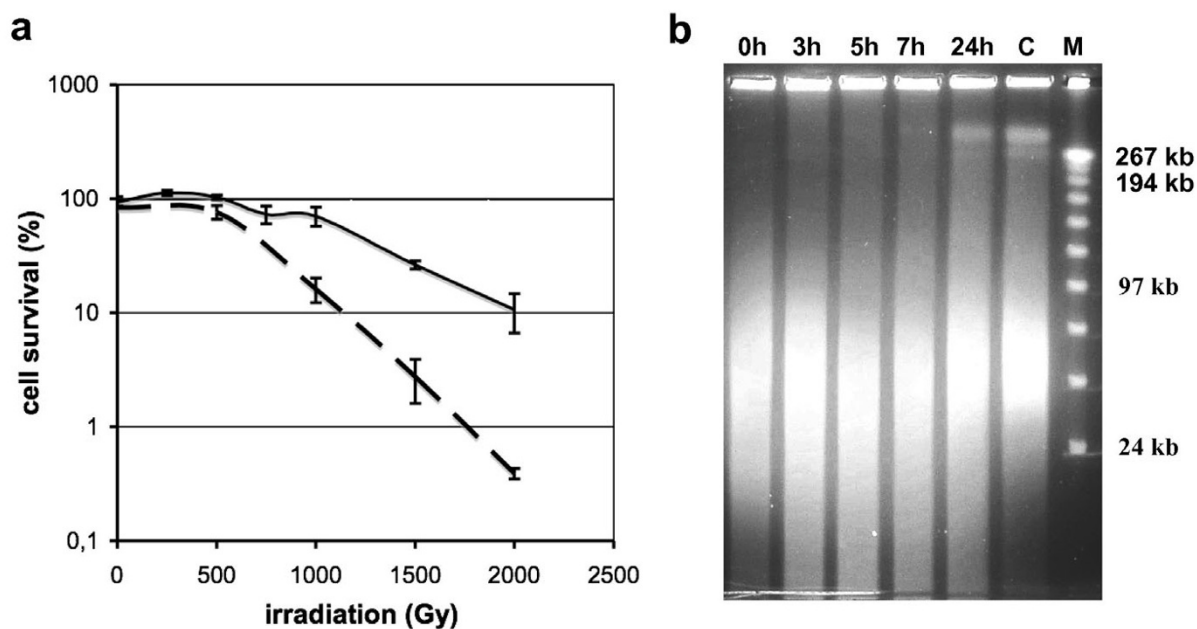 a
1000
100
10
1
0,1
cell survival (%)
0
500
1000
1500
2000
2500
irradiation (Gy)
b
0h 3h 5h 7h 24h C M
267 kb
194 kb
97 kb
24 kb